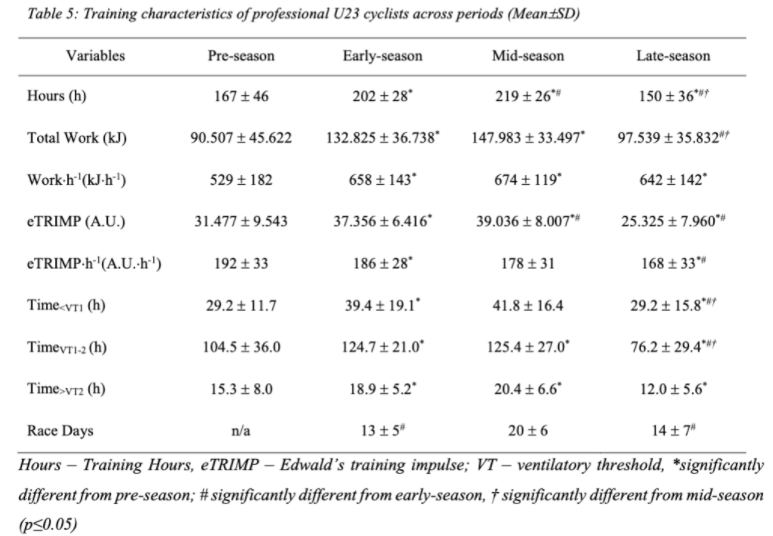 Table 5: Training characteristics of professional U23 cyclists across periods (Mean±SD)
Variables Pre-season Early-season Mid-season Late-season
Hours (h) 167 ± 46 202 ± 28* 219 ± 26*# 150 ± 36*#†
Total Work (kJ) 90.507 ± 45.622 132.825 ± 36.738* 147.983 ± 33.497* 97.539 ± 35.832#†
Work·h-1(kJ·h-1) 529 ± 182 658 ± 143* 674 ± 119* 642 ± 142*
eTRIMP (A.U.) 31.477 ± 9.543 37.356 ± 6.416* 39.036 ± 8.007*# 25.325 ± 7.960*#
eTRIMP·h-1(A.U.·h-1) 192 ± 33 186 ± 28* 178 ± 31 168 ± 33*#
Time<VT1 (h) 29.2 ± 11.7 39.4 ± 19.1* 41.8 ± 16.4 29.2 ± 15.8*#†
TimeVT1-2 (h) 104.5 ± 36.0 124.7 ± 21.0* 125.4 ± 27.0* 76.2 ± 29.4*#†
Time>VT2 (h) 15.3 ± 8.0 18.9 ± 5.2* 20.4 ± 6.6* 12.0 ± 5.6*
Race Days n/a 13 ± 5# 20 ± 6 14 ± 7#
Hours – Training Hours, eTRIMP – Edwald's training impulse; VT – ventilatory threshold, *significantly
different from pre-season; # significantly different from early-season, † significantly different from mid-season
(p≤0.05)